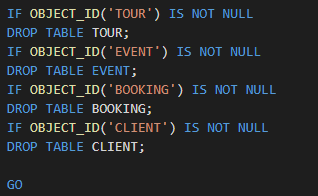 IF OBJECT_ID('TOUR') IS NOT NULL
DROP TABLE TOUR;
IF OBJECT_ID('EVENT') IS NOT NULL
DROP TABLE EVENT;
IF OBJECT_ID('BOOKING') IS NOT NULL
DROP TABLE BOOKING;
IF OBJECT_ID('CLIENT') IS NOT NULL
DROP TABLE CLIENT;
GO